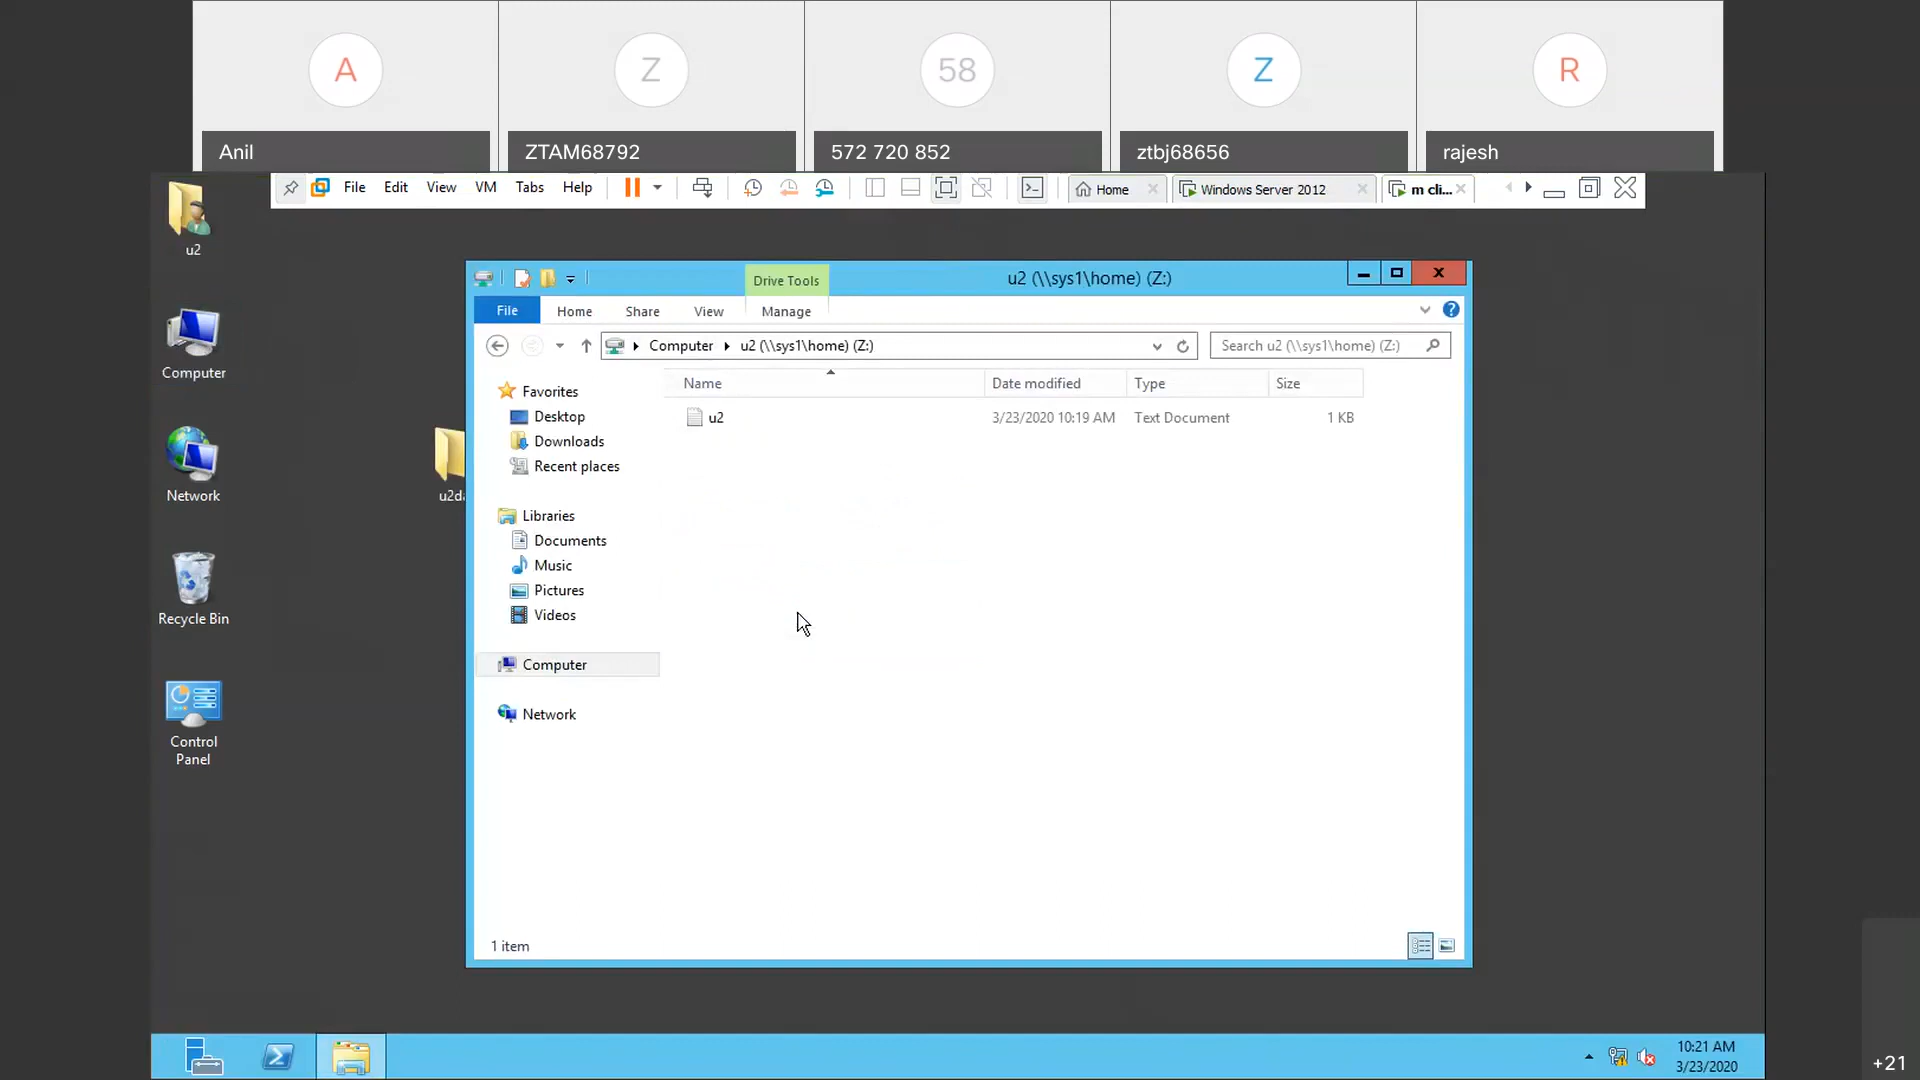 A
Z
58
Z
R
Anil
ZTAM68792
572 720 852
ztbj68656
rajesh
File Edit View VM Tabs Help
Home
Windows Server 2012
m cli...
u2
Computer
Network
Recycle Bin
Control
Panel
u2da
Drive Tools
u2 (\\sys1\home) (Z:)
File Home Share View Manage
Computer u2 (\\sys1\home) (Z:)
Search u2 (\\sys1\home) (Z:)
Name Date modified Type Size
u2 3/23/2020 10:19 AM Text Document 1 KB
Favorites
Desktop
Downloads
Recent places
Libraries
Documents
Music
Pictures
Videos
Computer
Network
1 item
10:21 AM
3/23/2020
+21